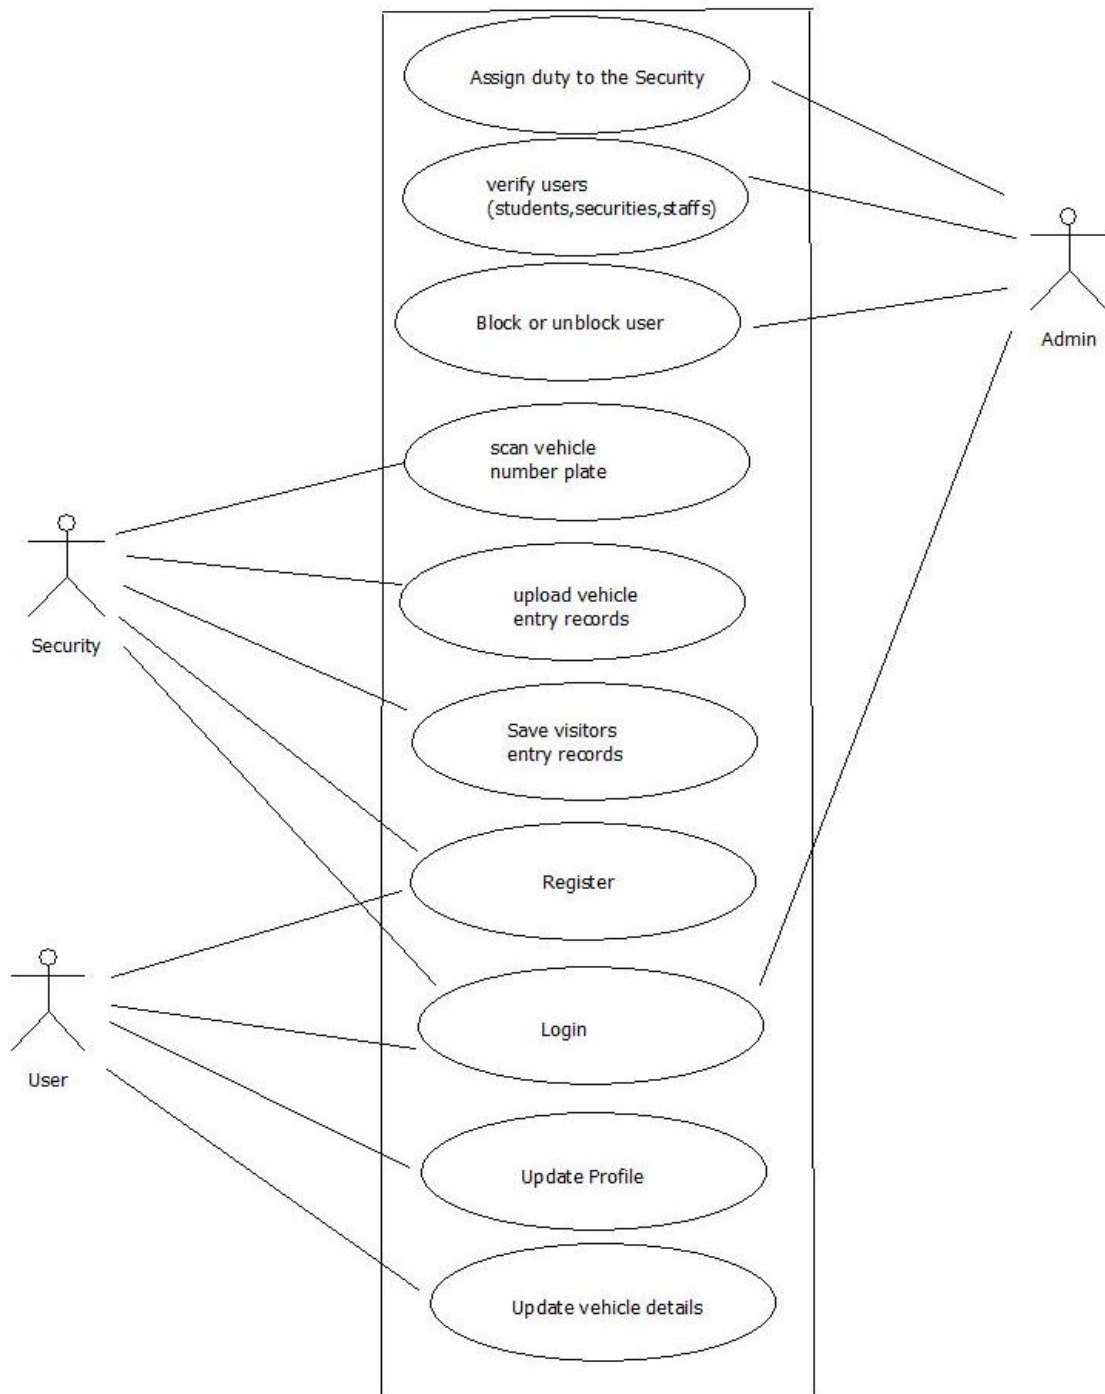 Assign duty to the Security
verify users
(students,securities,staffs)
Admin
Block or unblock user
scan vehicle
number plate
Security
upload vehicle
entry records
Save visitors
entry records
Register
User
Login
Update Profile
Update vehicle details